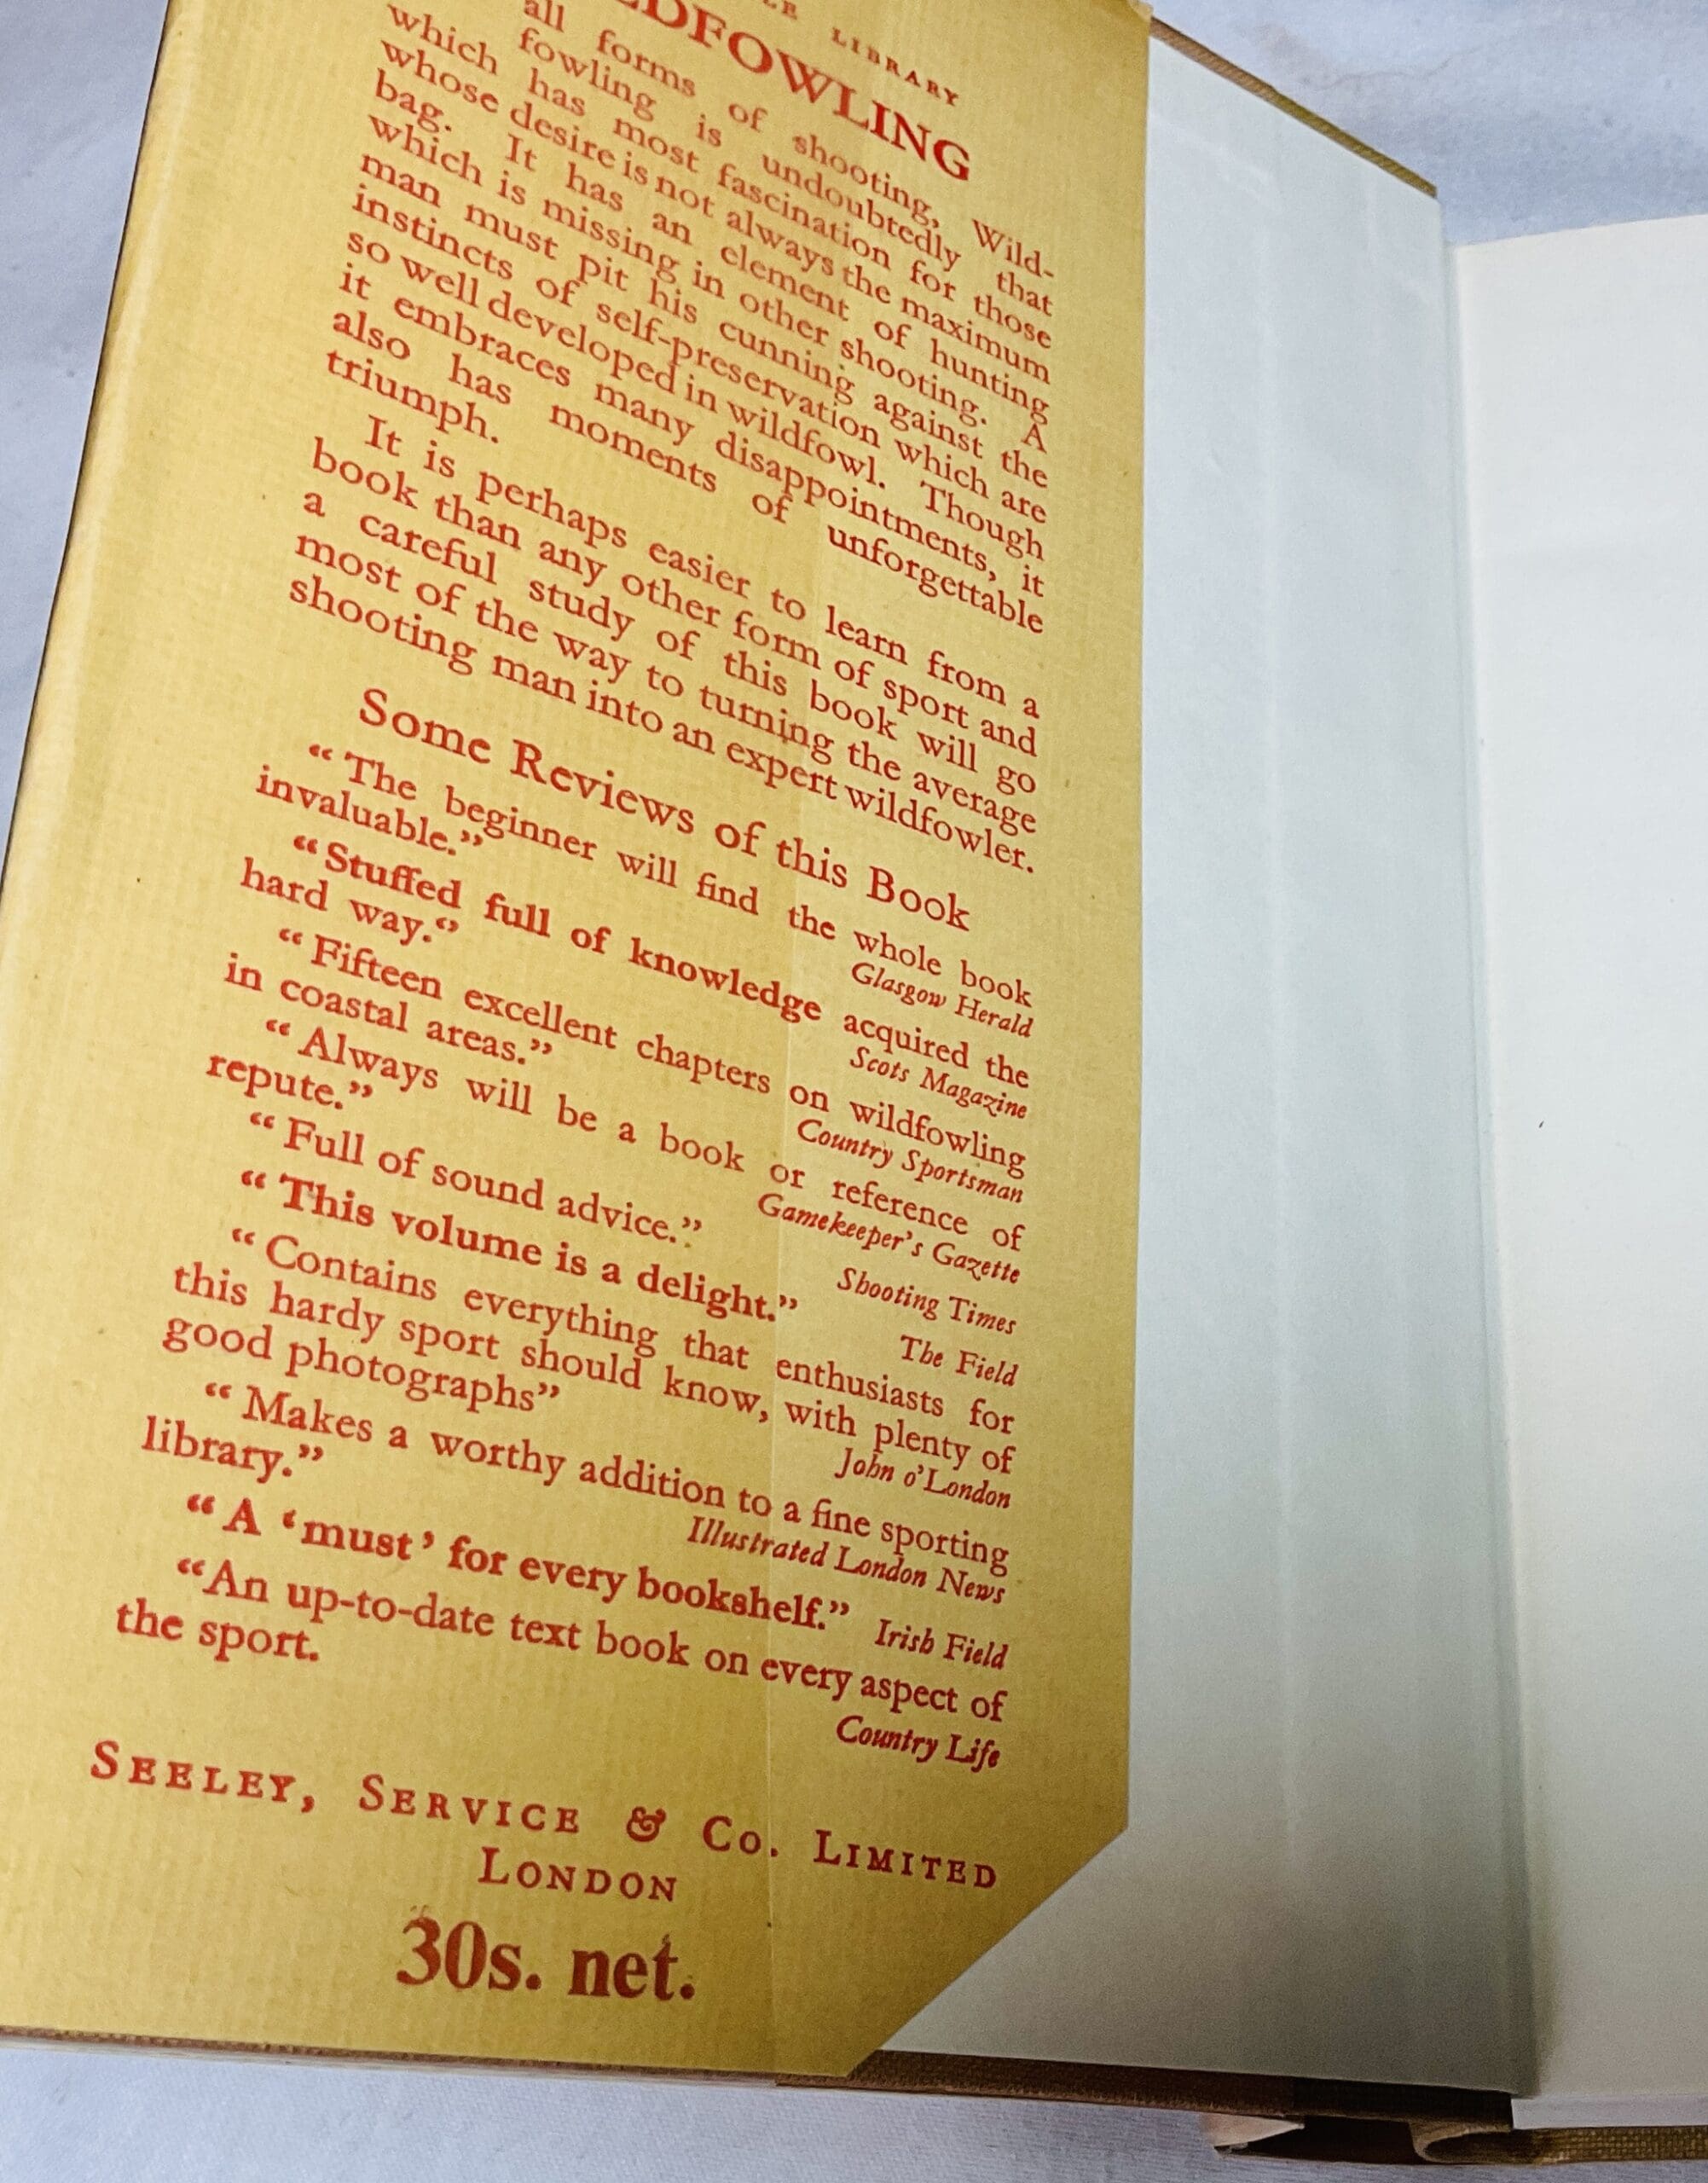 LIBRARY
DFOWLING
all forms of shooting, Wild-
fowling is undoubtedly that
which has most fascination for those
whose desire is not always the maximum
bag. It has an element of hunting
which is missing in other shooting. A
man must pit his cunning against the
instincts of self-preservation which are
so well developed in wildfowl. Though
it embraces many disappointments, it
also has moments of unforgettable
triumph.
It is perhaps easier to learn from a
book than any other form of sport and
a careful study of this book will go
most of the way to turning the average
shooting man into an expert wildfowler.
Some Reviews of this Book
“The beginner will find the whole book
invaluable.”
Glasgow Herald
“Stuffed full of knowledge acquired the
hard way.“
Scots Magazine
“Fifteen excellent chapters on wildfowling
in coastal areas.”
Country Sportsman
“Always will be a book or reference of
repute.”
Gamekeeper's Gazette
“Full of sound advice.”
Shooting Times
“This volume is a delight.”
The Field
“Contains everything that enthusiasts for
this hardy sport should know, with plenty of
good photographs”
John o'London
“Makes a worthy addition to a fine sporting
library.”
Illustrated London News
“A ‘must’ for every bookshelf.” Irish Field
“An up-to-date text book on every aspect of
the sport.
Country Life
SEELEY, SERVICE & Co. LIMITED
LONDON
30s. net.